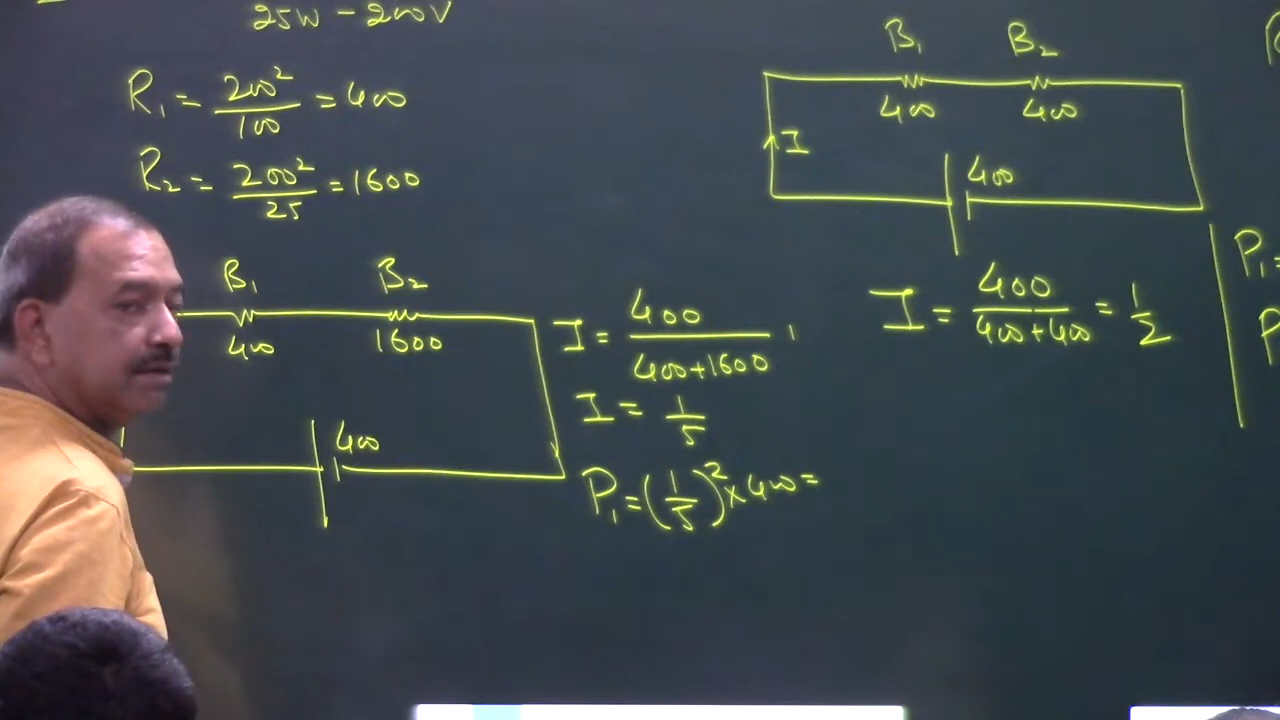 25W - 200V
R₁ = 200²/100 = 400
R₂ = 200²/25 = 1600
B₁ B₂
400 1600
400
I = 400/(400+1600)
I = 1/5
P₁ = (1/5)² × 400 =
B₁ B₂
400 400
I
400
I = 400/(400+400) = 1/2
P₁ =
P